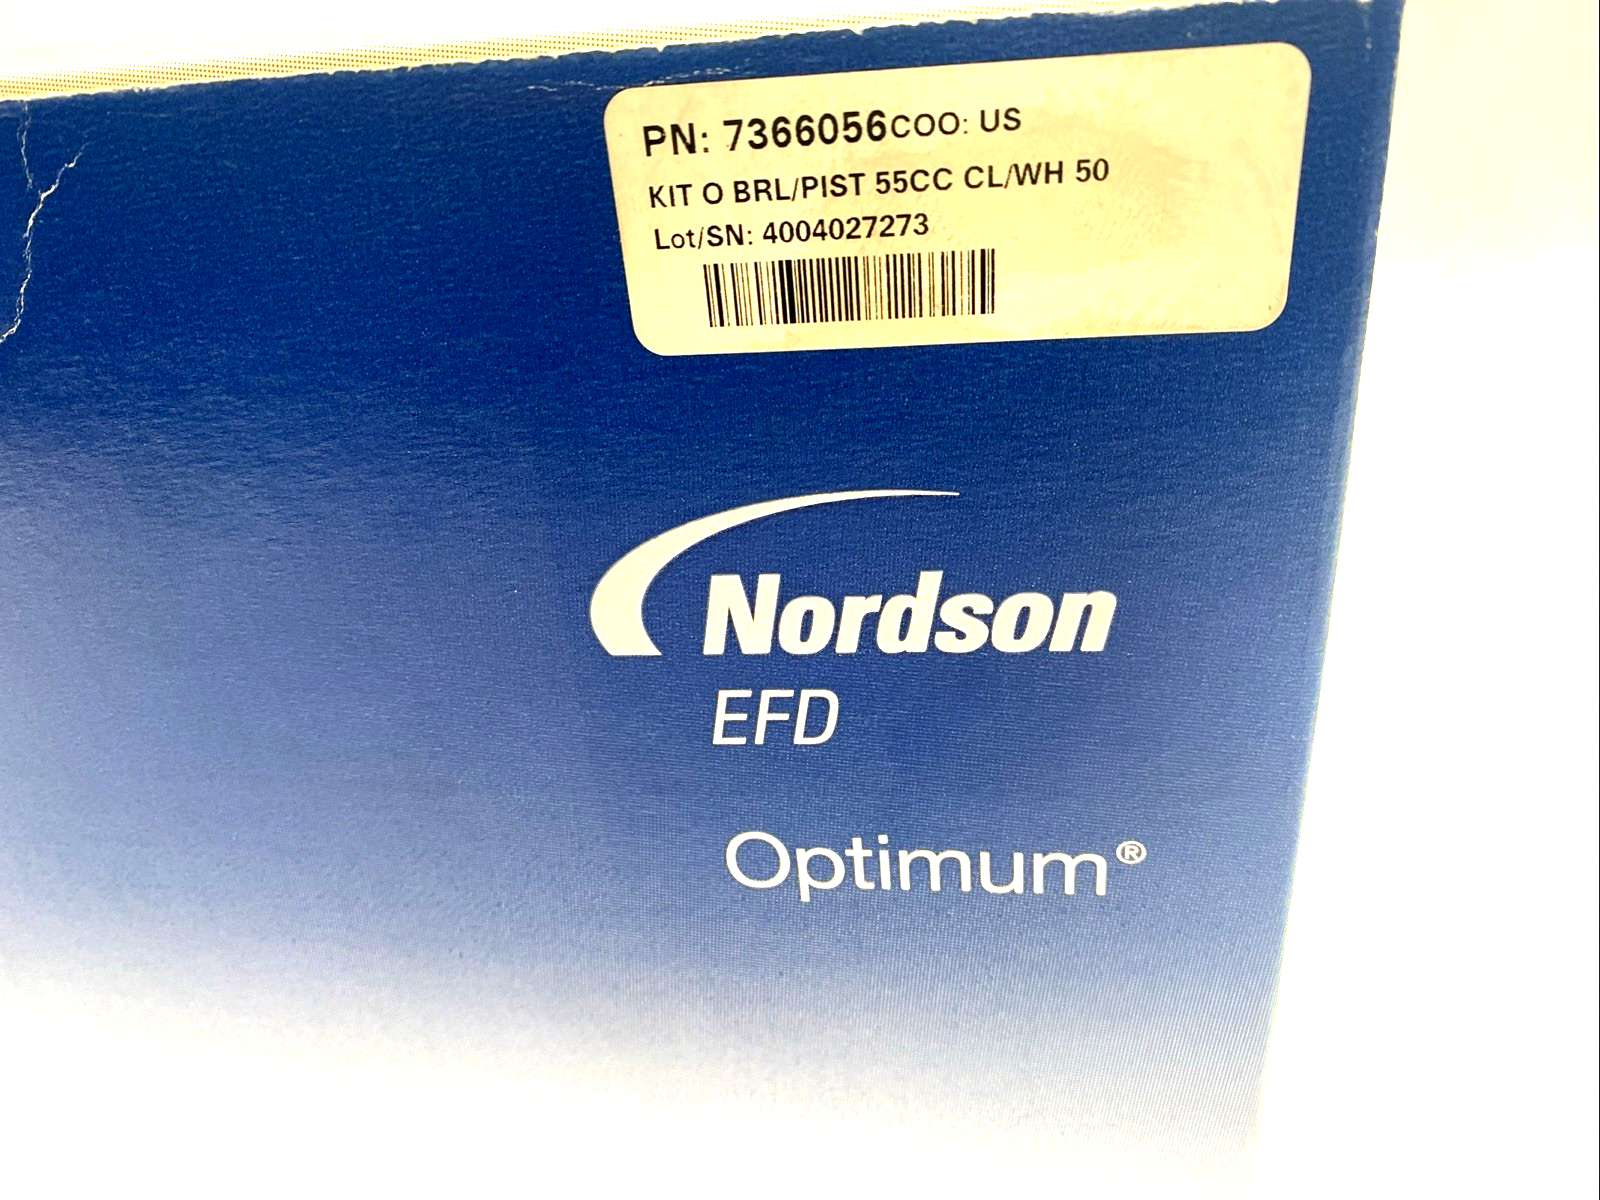 PN: 7366056COO: US
KIT O BRL/PIST 55CC CL/WH 50
Lot/SN: 4004027273
Nordson
EFD
Optimum®